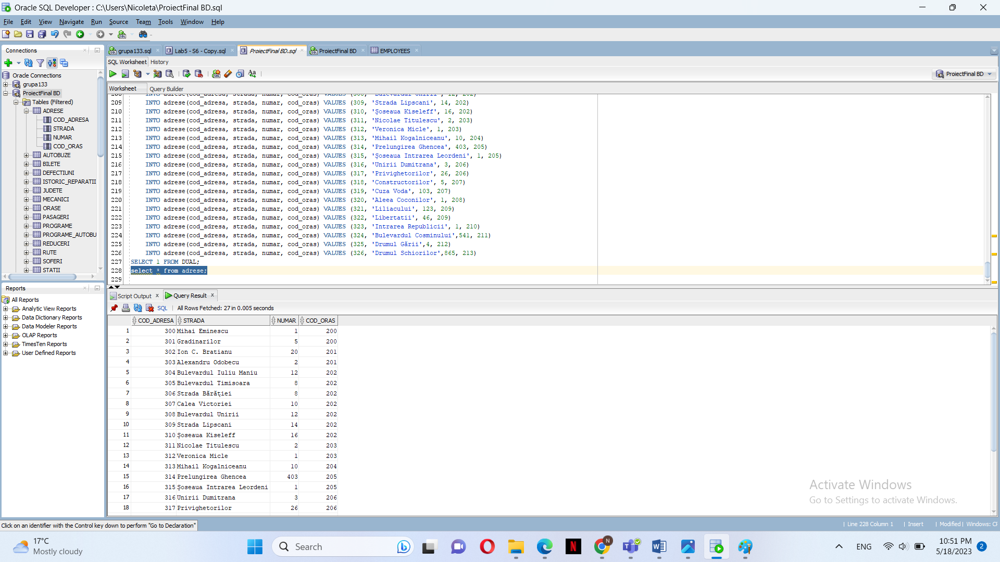 Oracle SQL Developer : C:\Users\Nicoleta\ProiectFinal BD.sql
File Edit View Navigate Run Source Team Tools Window Help
Connections
Oracle Connections
grupa133
ProiectFinal BD
Tables (Filtered)
ADRESE
COD_ADRESA
STRADA
NUMAR
COD_ORAS
AUTOBUZE
BILETE
DEFECTIUNI
ISTORIC_REPARATII
JUDETE
MECANICI
ORASE
PASAGERI
PROGRAME
PROGRAME_AUTOBU
REDUCERI
RUTE
SOFERI
STATII
Reports
All Reports
Analytic View Reports
Data Dictionary Reports
Data Modeler Reports
OLAP Reports
TimesTen Reports
User Defined Reports
grupa133.sql Lab5 - S6 - Copy.sql ProiectFinal BD.sql ProiectFinal BD EMPLOYEES
SQL Worksheet History
ProiectFinal BD
Worksheet Query Builder
INTO adrese(cod_adresa, strada, numar, cod_oras) VALUES (308, 'Bulevardul Unirii', 12, 202)
209 INTO adrese(cod_adresa, strada, numar, cod_oras) VALUES (309, 'Strada Lipscani', 14, 202)
210 INTO adrese(cod_adresa, strada, numar, cod_oras) VALUES (310, 'Șoseaua Kiseleff', 16, 202)
211 INTO adrese(cod_adresa, strada, numar, cod_oras) VALUES (311, 'Nicolae Titulescu', 2, 203)
212 INTO adrese(cod_adresa, strada, numar, cod_oras) VALUES (312, 'Veronica Micle', 1, 203)
213 INTO adrese(cod_adresa, strada, numar, cod_oras) VALUES (313, 'Mihail Kogalniceanu', 10, 204)
214 INTO adrese(cod_adresa, strada, numar, cod_oras) VALUES (314, 'Prelungirea Ghencea', 403, 205)
215 INTO adrese(cod_adresa, strada, numar, cod_oras) VALUES (315, 'Șoseaua Intrarea Leordeni', 1, 205)
216 INTO adrese(cod_adresa, strada, numar, cod_oras) VALUES (316, 'Unirii Dumitrana', 3, 206)
217 INTO adrese(cod_adresa, strada, numar, cod_oras) VALUES (317, 'Privighetorilor', 26, 206)
218 INTO adrese(cod_adresa, strada, numar, cod_oras) VALUES (318, 'Constructorilor', 5, 207)
219 INTO adrese(cod_adresa, strada, numar, cod_oras) VALUES (319, 'Cuza Voda', 103, 207)
220 INTO adrese(cod_adresa, strada, numar, cod_oras) VALUES (320, 'Aleea Coconilor', 1, 208)
221 INTO adrese(cod_adresa, strada, numar, cod_oras) VALUES (321, 'Liliacului', 123, 209)
222 INTO adrese(cod_adresa, strada, numar, cod_oras) VALUES (322, 'Libertatii', 46, 209)
223 INTO adrese(cod_adresa, strada, numar, cod_oras) VALUES (323, 'Intrarea Republicii', 1, 210)
224 INTO adrese(cod_adresa, strada, numar, cod_oras) VALUES (324, 'Bulevardul Cosminului',541, 211)
225 INTO adrese(cod_adresa, strada, numar, cod_oras) VALUES (325, 'Drumul Gării',4, 212)
226 INTO adrese(cod_adresa, strada, numar, cod_oras) VALUES (326, 'Drumul Schiorilor',865, 213)
227 SELECT 1 FROM DUAL;
228 select * from adrese;
229
Script Output x Query Result x
SQL | All Rows Fetched: 27 in 0.005 seconds
COD_ADRESA STRADA NUMAR COD_ORAS
1 300 Mihai Eminescu 1 200
2 301 Gradinarilor 5 200
3 302 Ion C. Bratianu 20 201
4 303 Alexandru Odobecu 2 201
5 304 Bulevardul Iuliu Maniu 12 202
6 305 Bulevardul Timisoara 8 202
7 306 Strada Bărăției 8 202
8 307 Calea Victoriei 10 202
9 308 Bulevardul Unirii 12 202
10 309 Strada Lipscani 14 202
11 310 Șoseaua Kiseleff 16 202
12 311 Nicolae Titulescu 2 203
13 312 Veronica Micle 1 203
14 313 Mihail Kogalniceanu 10 204
15 314 Prelungirea Ghencea 403 205
16 315 Șoseaua Intrarea Leordeni 1 205
17 316 Unirii Dumitrana 3 206
18 317 Privighetorilor 26 206
Activate Windows
Go to Settings to activate Windows.
Click on an identifier with the Control key down to perform "Go to Declaration"
| Line 228 Column 1 | Insert | Modified | Windows: CF
17°C
Mostly cloudy
Search
ENG
10:51 PM
5/18/2023
2